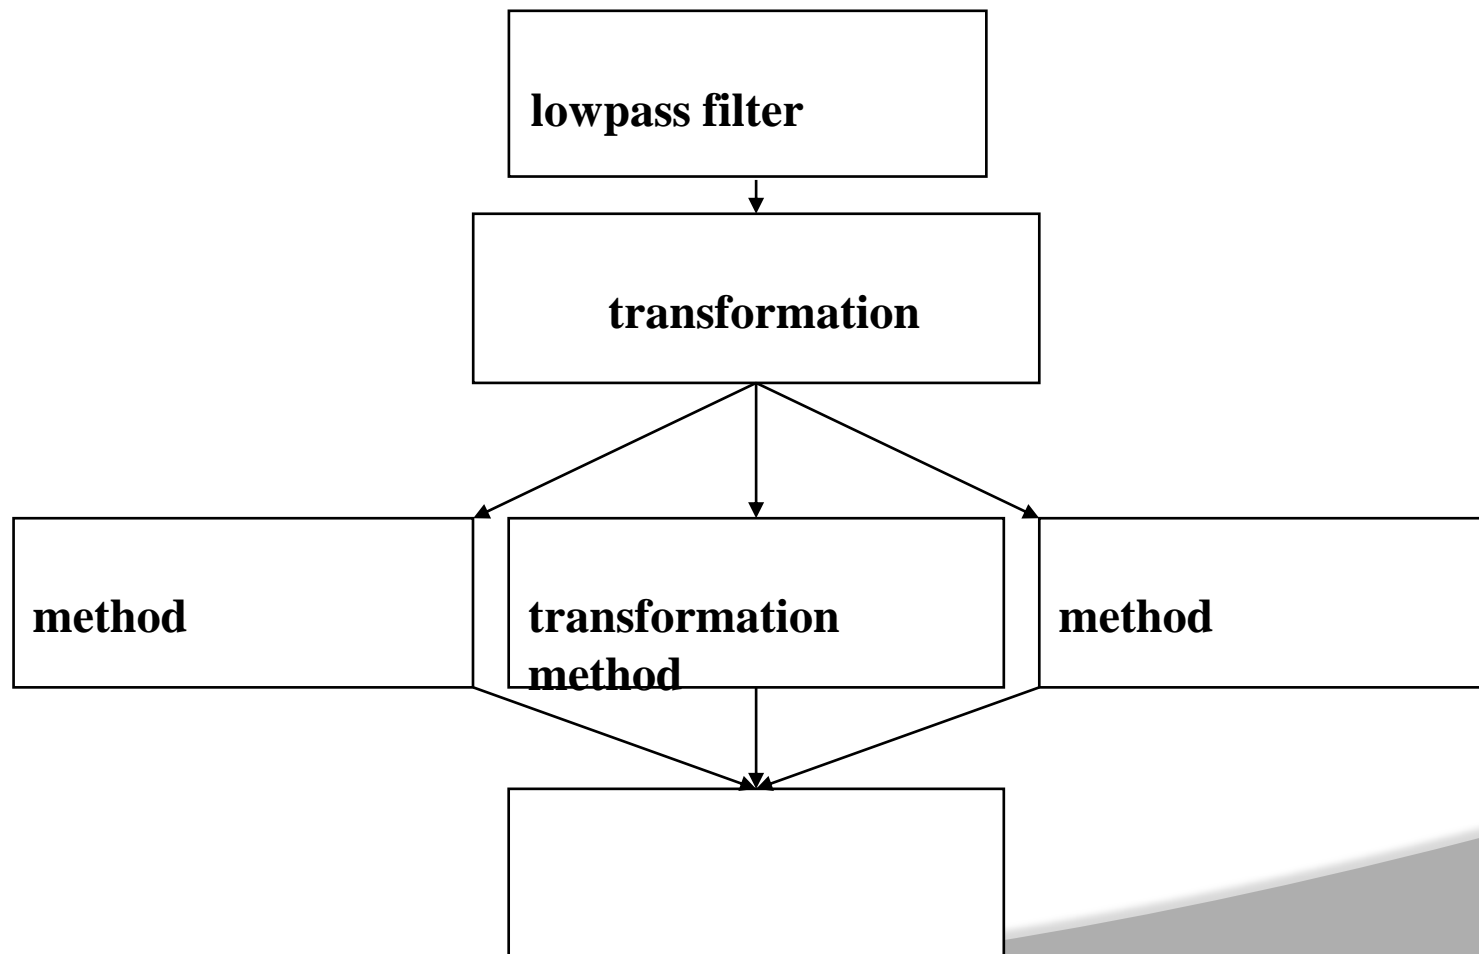 lowpass filter
transformation
method
transformation
method
method